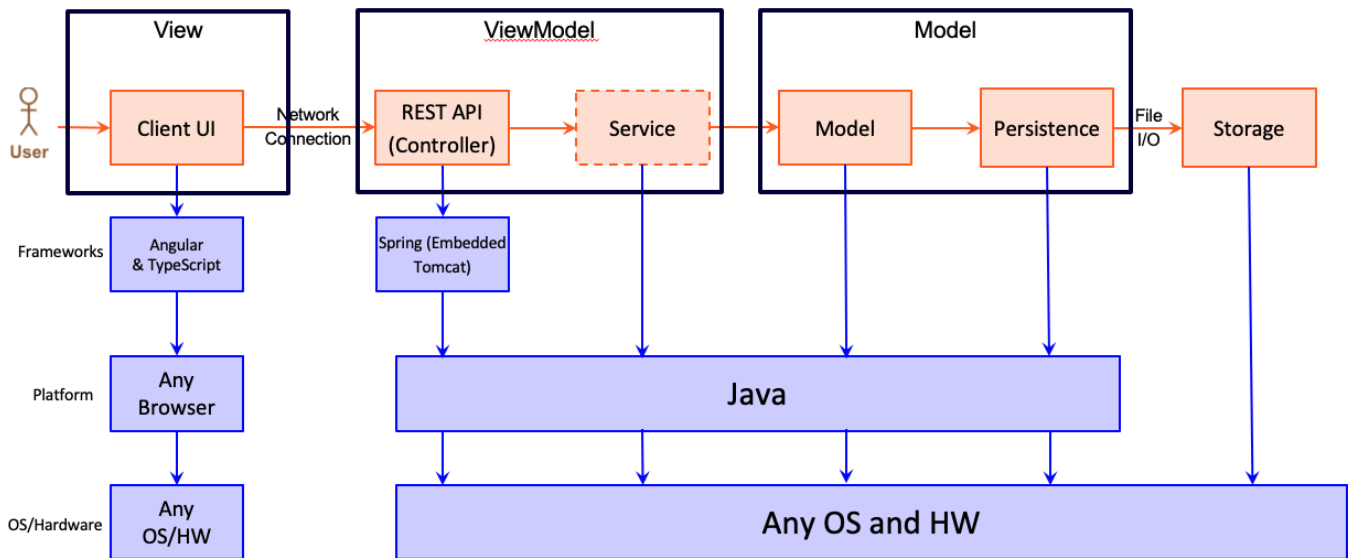 View
ViewModel
Model
User
Client UI
Network
Connection
REST API
(Controller)
Service
Model
Persistence
File
I/O
Storage
Frameworks
Angular
& TypeScript
Spring (Embedded
Tomcat)
Platform
Any
Browser
Java
OS/Hardware
Any
OS/HW
Any OS and HW